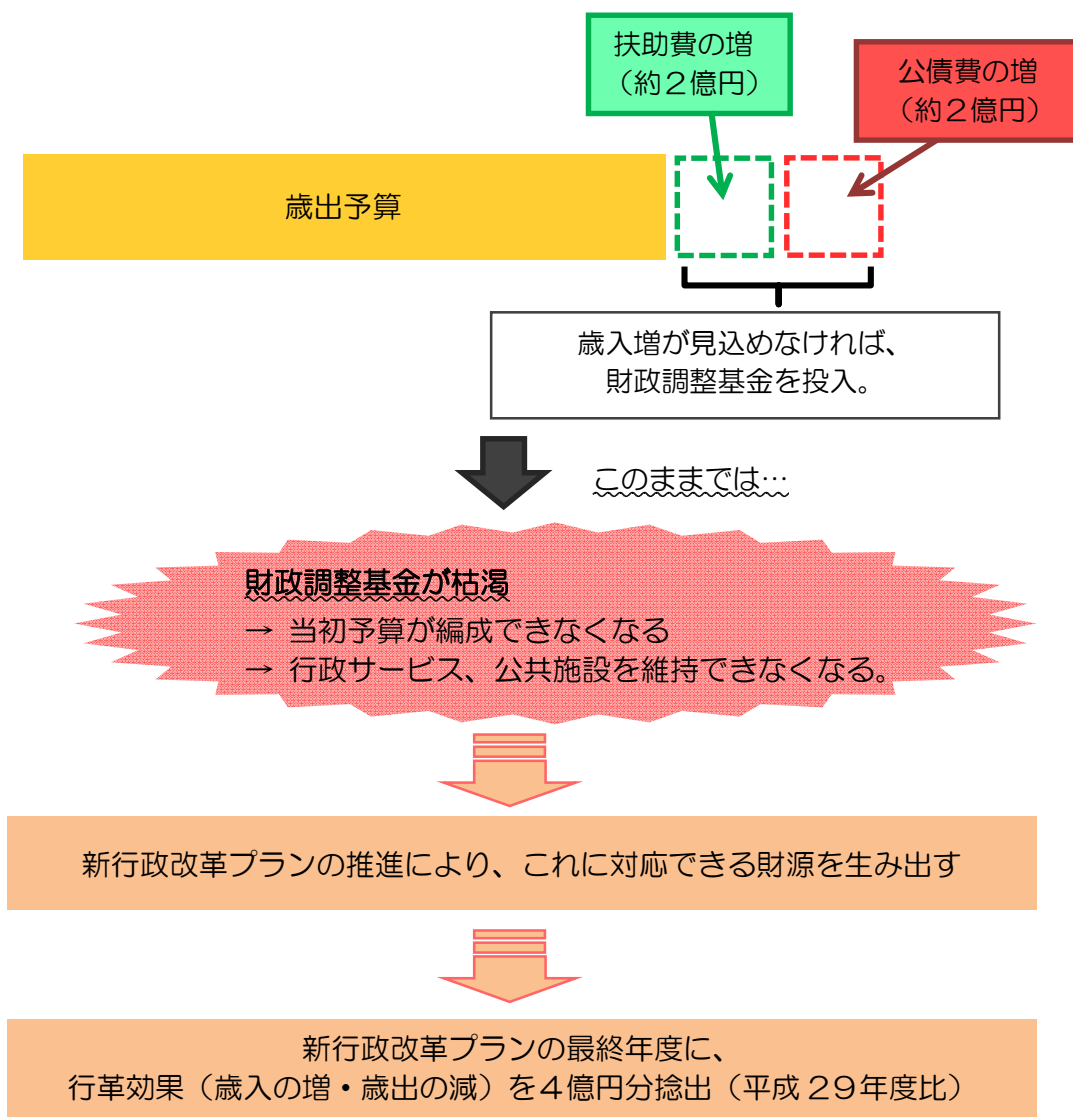 扶助費の増
（約２億円）
公債費の増
（約２億円）
歳出予算
歳入増が見込めなければ、
財政調整基金を投入。
このままでは…
財政調整基金が枯渇
→ 当初予算が編成できなくなる
→ 行政サービス、公共施設を維持できなくなる。
新行政改革プランの推進により、これに対応できる財源を生み出す
新行政改革プランの最終年度に、
行革効果（歳入の増・歳出の減）を４億円分捻出（平成 29年度比）